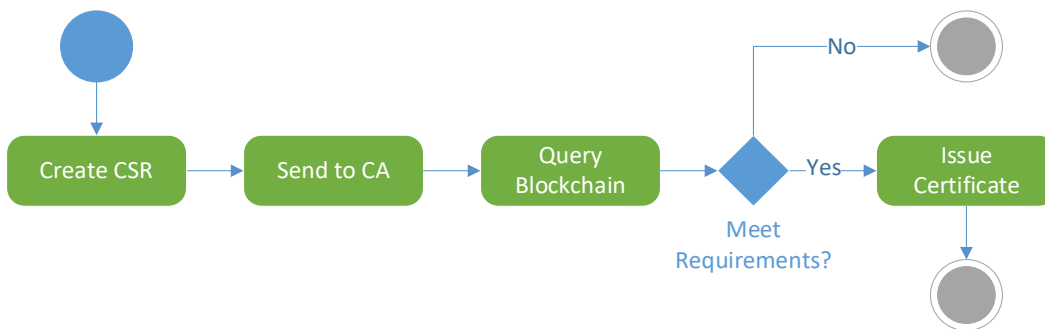 No
Create CSR
Send to CA
Query
Blockchain
Yes
Issue
Certificate
Meet
Requirements?